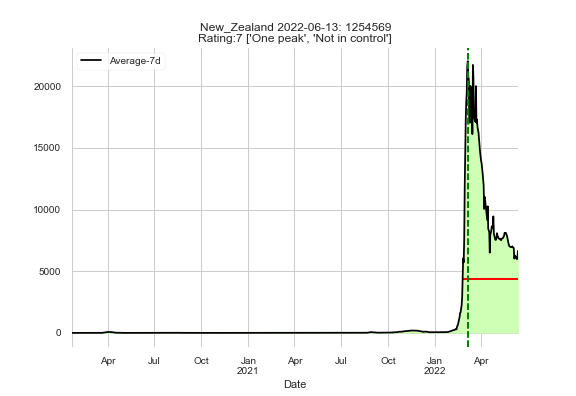 New_Zealand 2022-06-13: 1254569
Rating:7 ['One peak', 'Not in control']
Average-7d
20000
15000
10000
5000
0
Apr Jul Oct Jan Apr Jul Oct Jan Apr
2021 2022
Date